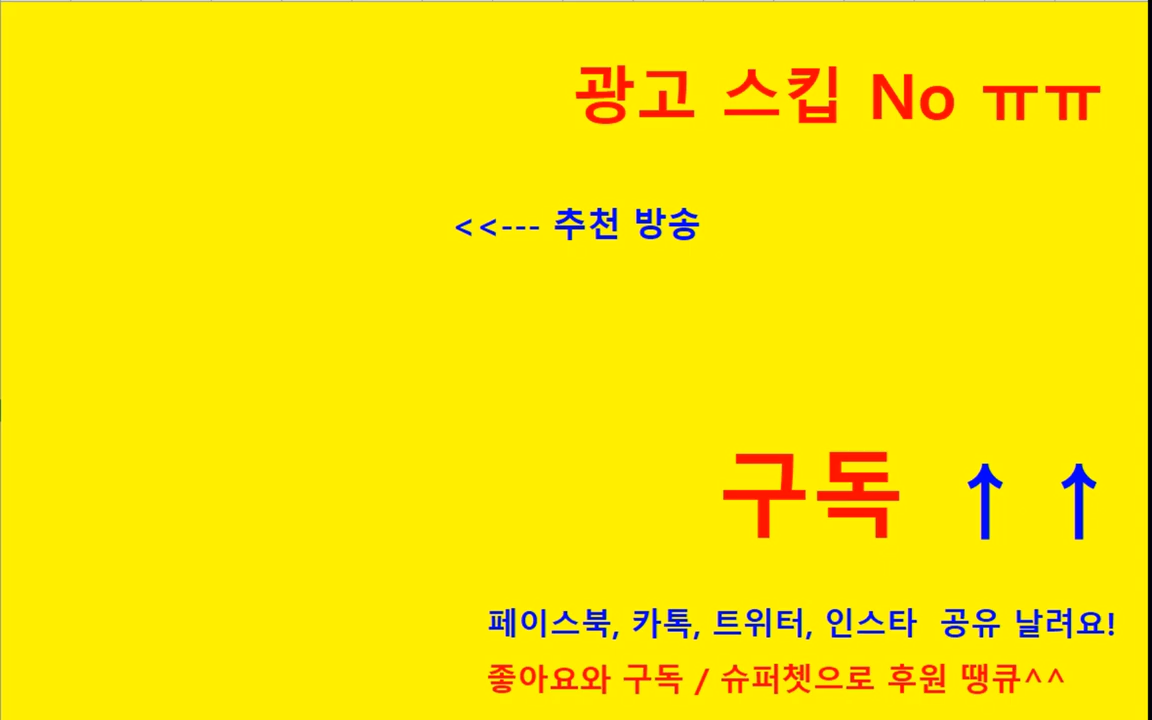 광고 스킵 No ㅠㅠ
<<--- 추천 방송
구독 ↑ ↑
페이스북, 카톡, 트위터, 인스타 공유 날려요!
좋아요와 구독 / 슈퍼쳇으로 후원 땡큐^^